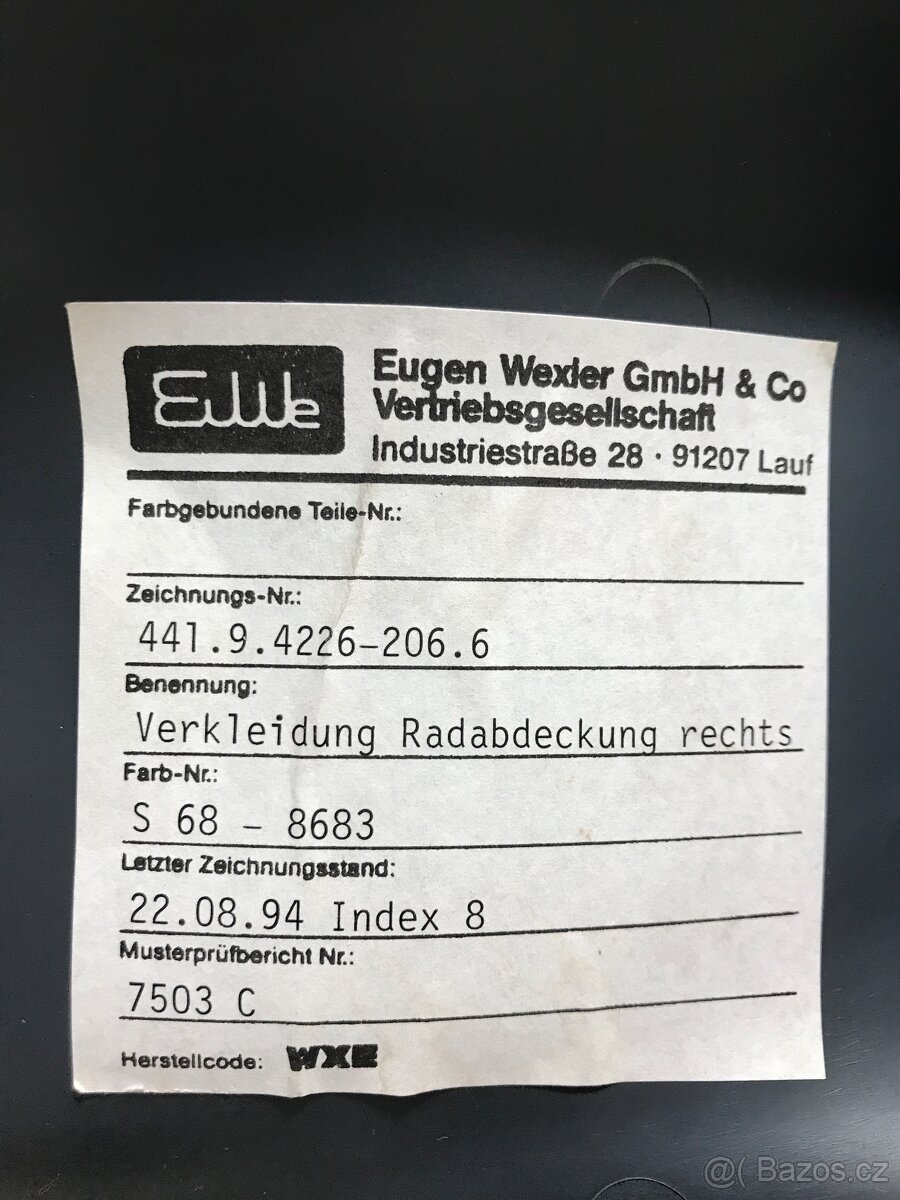 EWe
Eugen Wexler GmbH & Co
Vertriebsgesellschaft
Industriestraße 28 · 91207 Lauf
Farbgebundene Teile-Nr.:
Zeichnungs-Nr.:
441.9.4226-206.6
Benennung:
Verkleidung Radabdeckung rechts
Farb-Nr.:
S 68 - 8683
Letzter Zeichnungsstand:
22.08.94 Index 8
Musterprüfbericht Nr.:
7503 C
Herstellcode: WXE
@( Bazos.cz